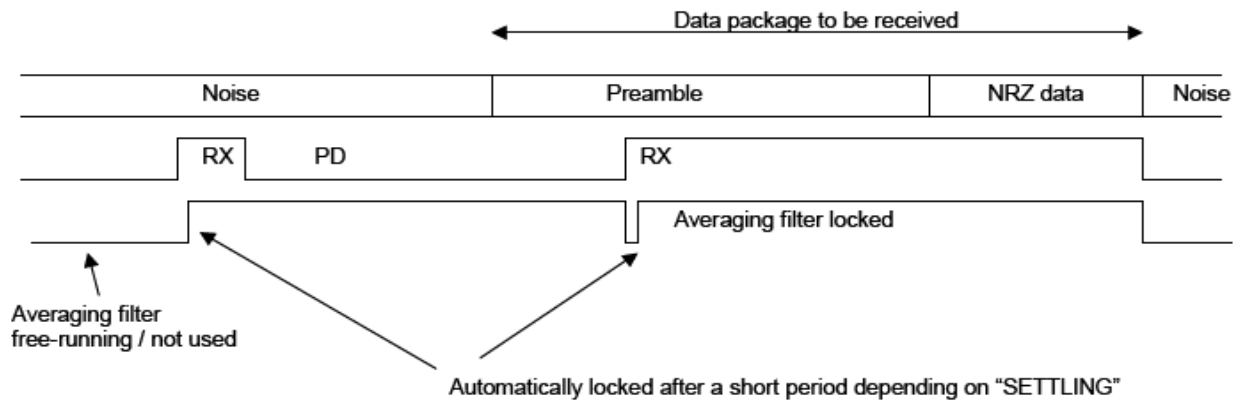 Data package to be received
Noise Preamble NRZ data Noise
RX PD RX
Averaging filter locked
Averaging filter
free-running / not used
Automatically locked after a short period depending on “SETTLING”